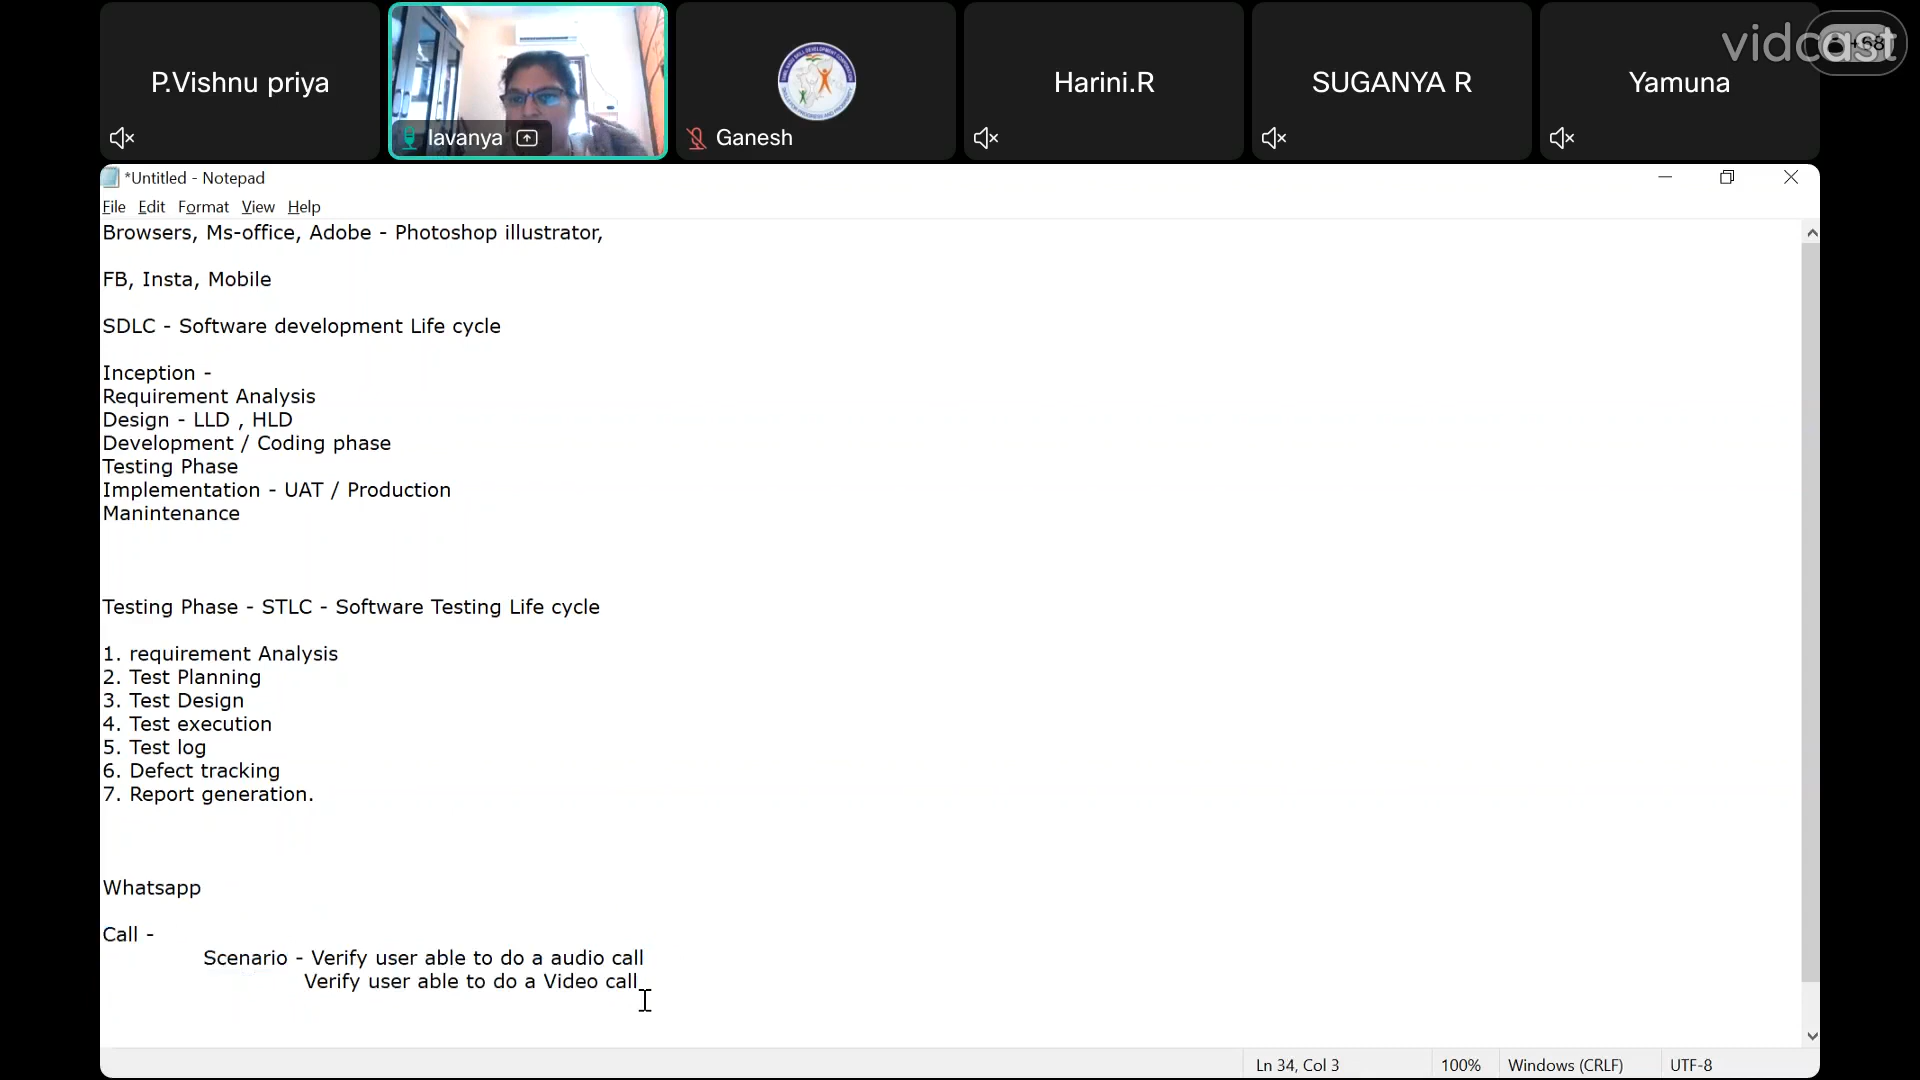 P.Vishnu priya
lavanya
Ganesh
Harini.R
SUGANYA R
Yamuna
vidcast
+68
*Untitled - Notepad
File Edit Format View Help
Browsers, Ms-office, Adobe - Photoshop illustrator,
FB, Insta, Mobile
SDLC - Software development Life cycle
Inception -
Requirement Analysis
Design - LLD , HLD
Development / Coding phase
Testing Phase
Implementation - UAT / Production
Manintenance
Testing Phase - STLC - Software Testing Life cycle
1. requirement Analysis
2. Test Planning
3. Test Design
4. Test execution
5. Test log
6. Defect tracking
7. Report generation.
Whatsapp
Call -
Scenario - Verify user able to do a audio call
Verify user able to do a Video call
Ln 34, Col 3 100% Windows (CRLF) UTF-8